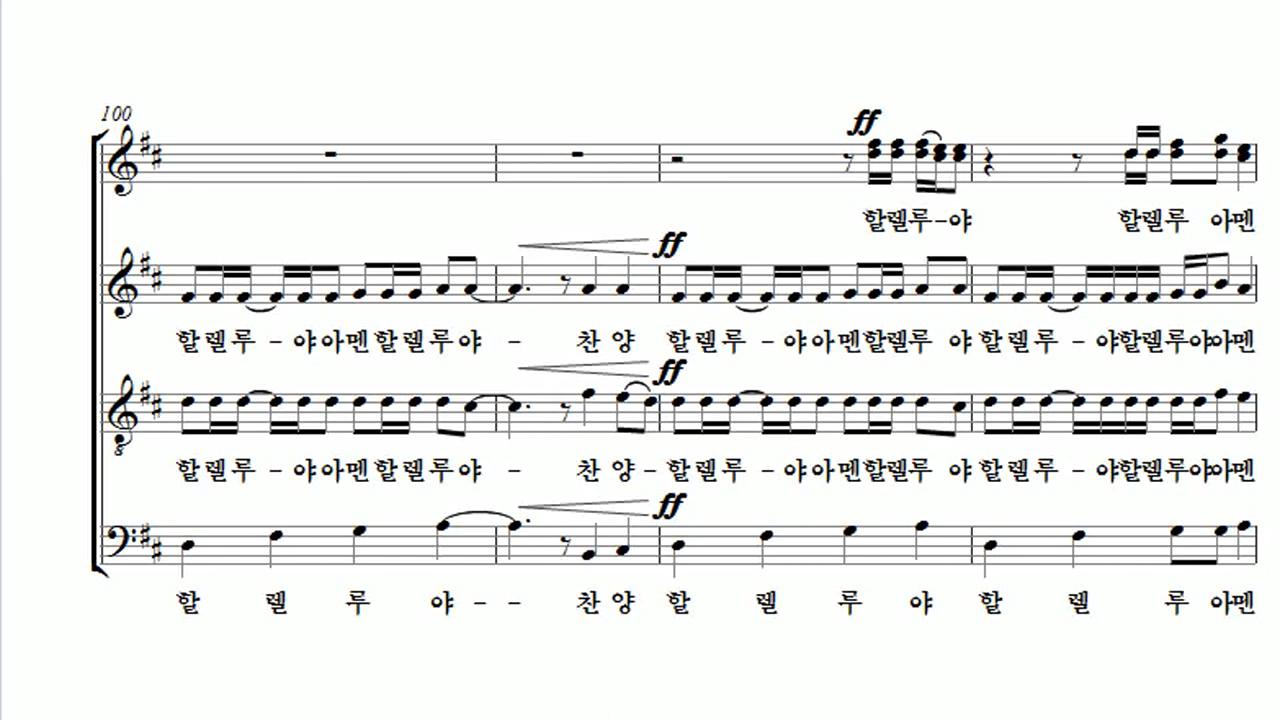 100
ff
할렐루-야 할렐루 아멘
ff
할렐루 - 야아멘할렐루야 - 찬 양 할렐루 - 야아멘할렐루 야 할렐루 - 야할렐루야아멘
ff
할렐루 - 야아멘할렐루야 - 찬 양 - 할렐루 - 야아멘할렐루 야 할렐루 - 야할렐루야아멘
ff
할 렐 루 야 - - 찬 양 할 렐 루 야 할 렐 루 아멘